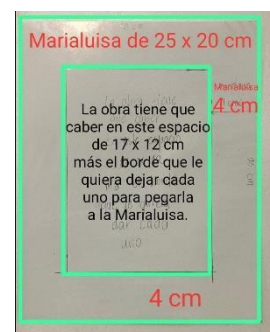 Marialuisa de 25 x 20 cm
Marialuisa
4 cm
La obra tiene que
caber en este espacio
de 17 x 12 cm
más el borde que le
quiera dejar cada
uno para pegarla
a la Marialuisa.
4 cm